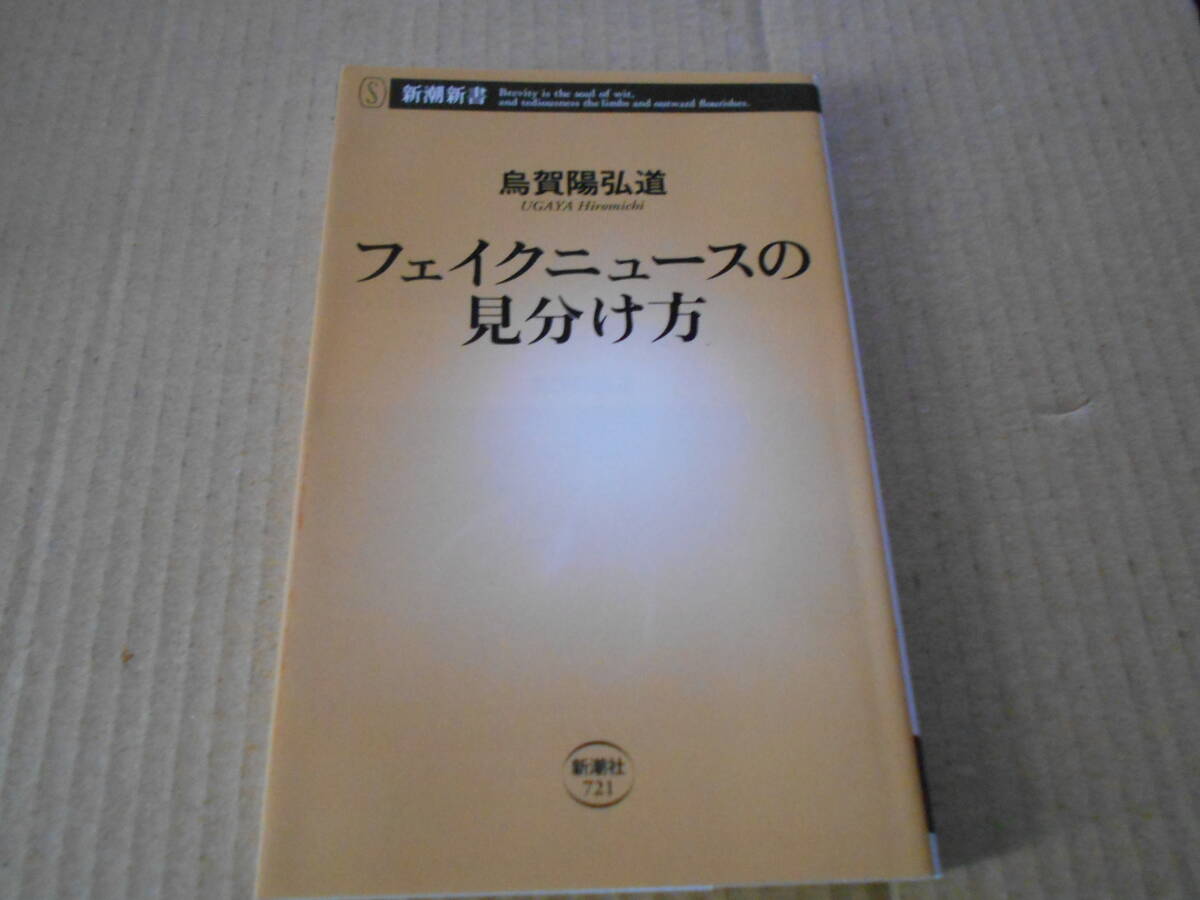 S 新潮新書 Brevity is the soul of wit,
and tediousness the limbs and outward flourishes.
烏賀陽弘道
UGAYA Hiromichi
フェイクニュースの
見分け方
新潮社
721